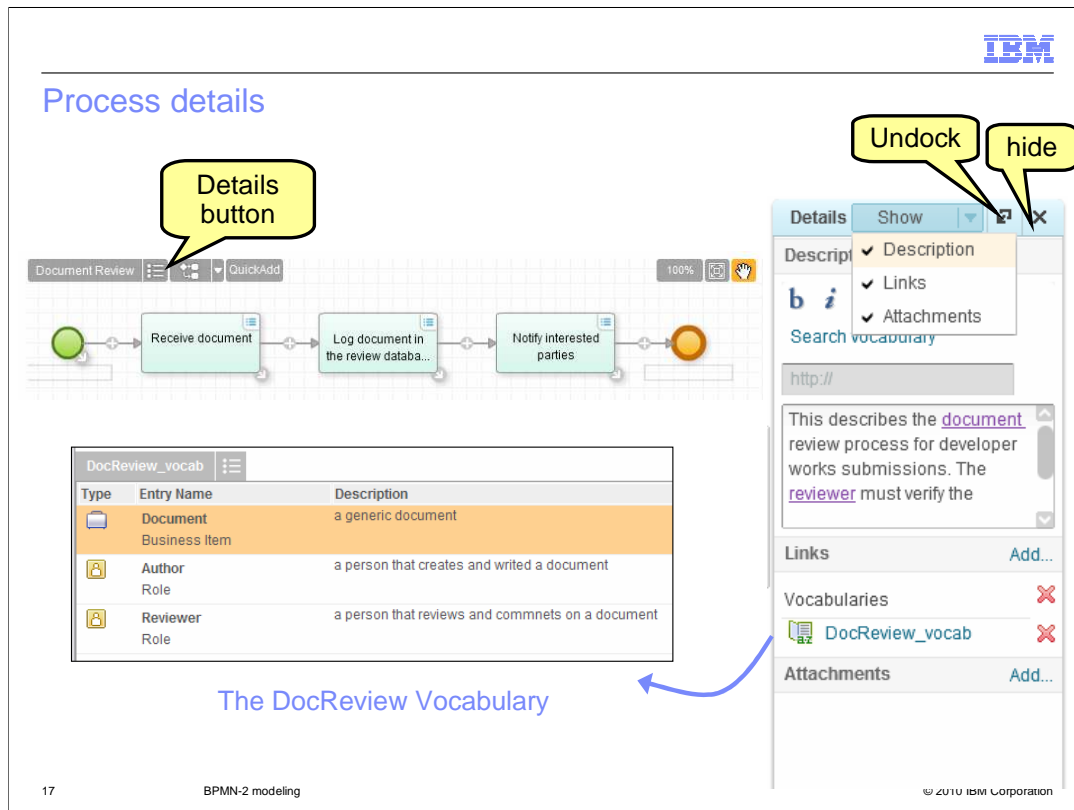 IBM
Process details
Undock
hide
Details
button
Document Review
QuickAdd
100%
Receive document
Log document in
the review databa...
Notify interested
parties
Details
Show
Descript
Description
Links
Attachments
b i
Search vocabulary
http://
This describes the document
review process for developer
works submissions. The
reviewer must verify the
Links
Add...
Vocabularies
DocReview_vocab
Attachments
Add...
DocReview_vocab
Type Entry Name Description
Document a generic document
Business Item
Author a person that creates and writed a document
Role
Reviewer a person that reviews and commnets on a document
Role
The DocReview Vocabulary
17 BPMN-2 modeling © 2010 IBM Corporation